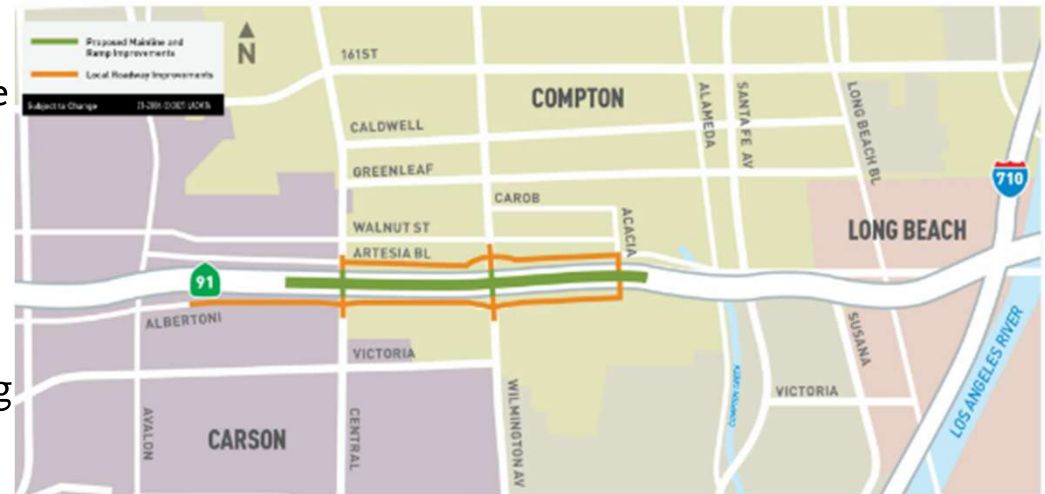 Proposed Mainline and
Ramp Improvements
Local Roadway Improvements
Subject to Change
N
161ST
COMPTON
CALDWELL
GREENLEAF
CAROB
WALNUT ST
ARTESIA BL
ACACIA
ALAMEDA
SANTA FE AV
LONG BEACH BL
710
LONG BEACH
91
ALBERTONI
VICTORIA
AVALON
CARSON
CENTRAL
WILMINGTON AV
VICTORIA
SUSANA
LOS ANGELES RIVER
e
g